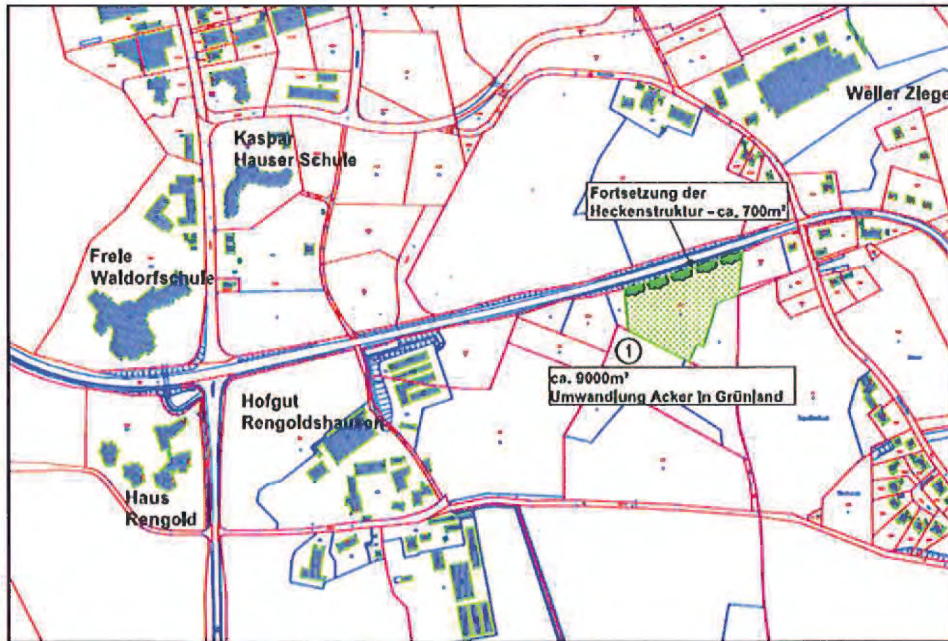 Weller Ziege
Kaspar
Hauser Schule
Fortsetzung der
Heckenstruktur - ca. 700m²
Freie
Waldorfschule
1
ca. 9000m²
Umwandlung Acker in Grünland
Hofgut
Rengoldshausen
Haus
Rengold